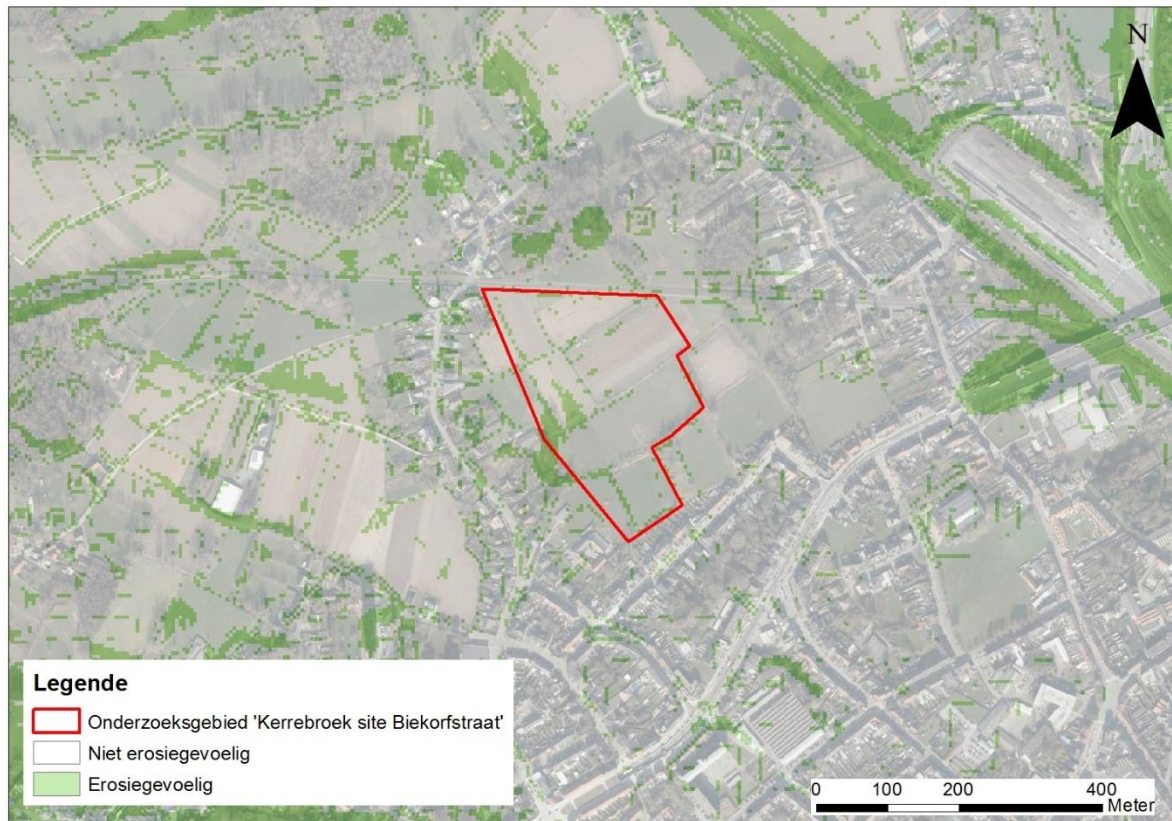 N
Legende
Onderzoeksgebied 'Kerrebroek site Biekorfstraat'
Niet erosiegevoelig
Erosiegevoelig
0 100 200 400
Meter